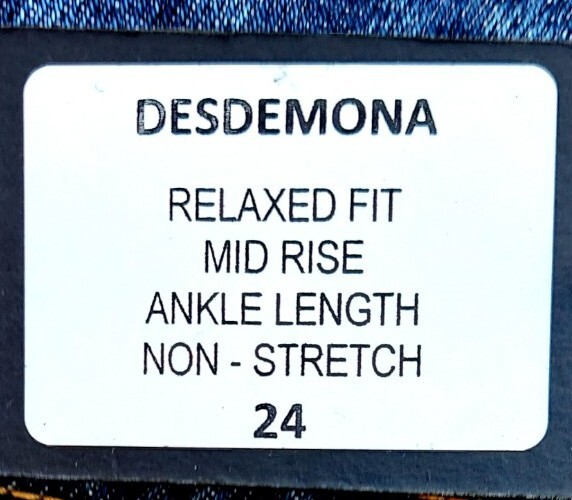 DESDEMONA
RELAXED FIT
MID RISE
ANKLE LENGTH
NON - STRETCH
24